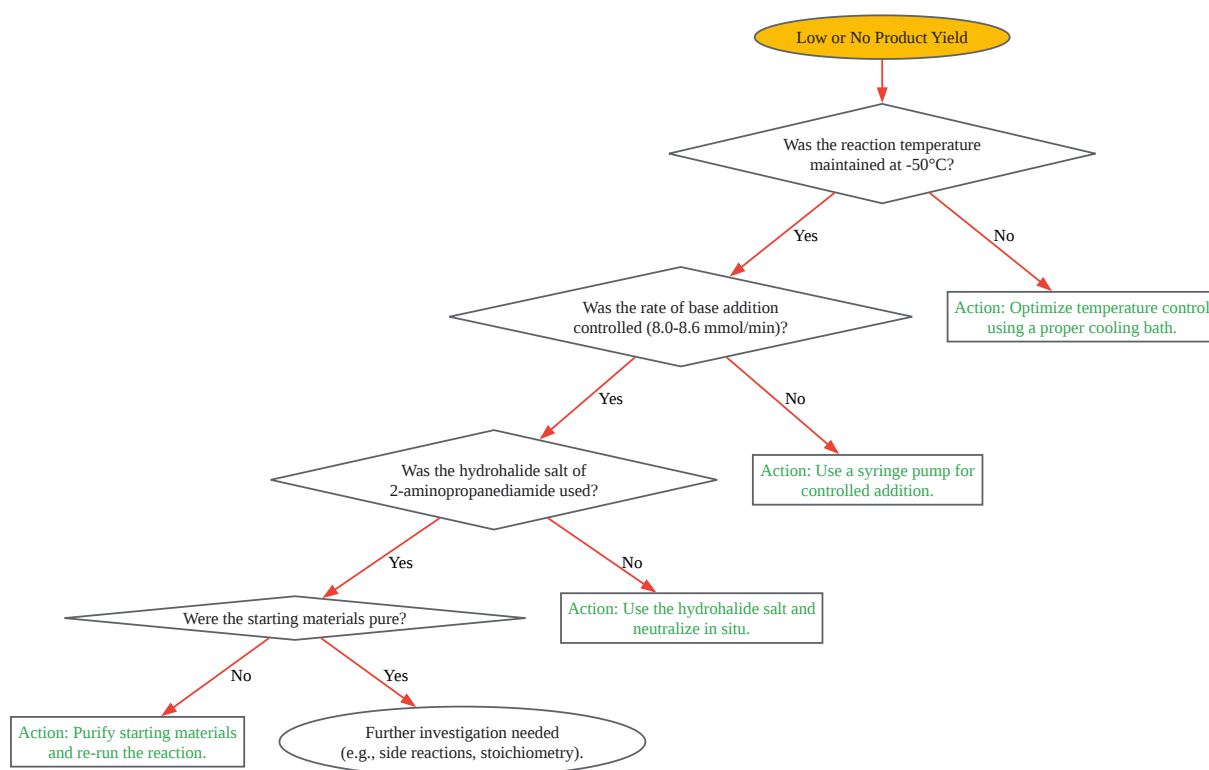 Low or No Product Yield
Was the reaction temperature
maintained at -50°C?
Yes
No
Was the rate of base addition
controlled (8.0-8.6 mmol/min)?
Action: Optimize temperature control
using a proper cooling bath.
Yes
No
Was the hydrohalide salt of
2-aminopropanediamide used?
Action: Use a syringe pump for
controlled addition.
Yes
No
Were the starting materials pure?
Action: Use the hydrohalide salt and
neutralize in situ.
No
Yes
Action: Purify starting materials
and re-run the reaction.
Further investigation needed
(e.g., side reactions, stoichiometry).